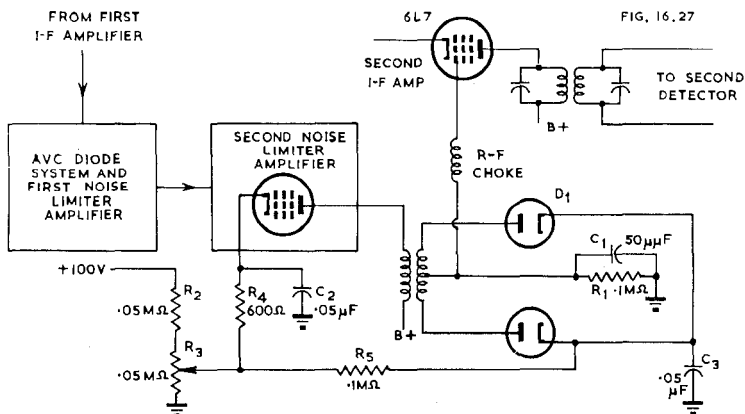 FROM FIRST
I-F AMPLIFIER
6L7
FIG. 16.27
SECOND
I-F AMP
TO SECOND
DETECTOR
B+
AVC DIODE
SYSTEM AND
FIRST NOISE
LIMITER
AMPLIFIER
SECOND NOISE
LIMITER
AMPLIFIER
R-F
CHOKE
D1
C1 50μμF
R1 .1MΩ
+100V
R2
.05MΩ
R4
600Ω
C2
.05μF
B+
R3
.05MΩ
R5
.1MΩ
C3
.05
μF